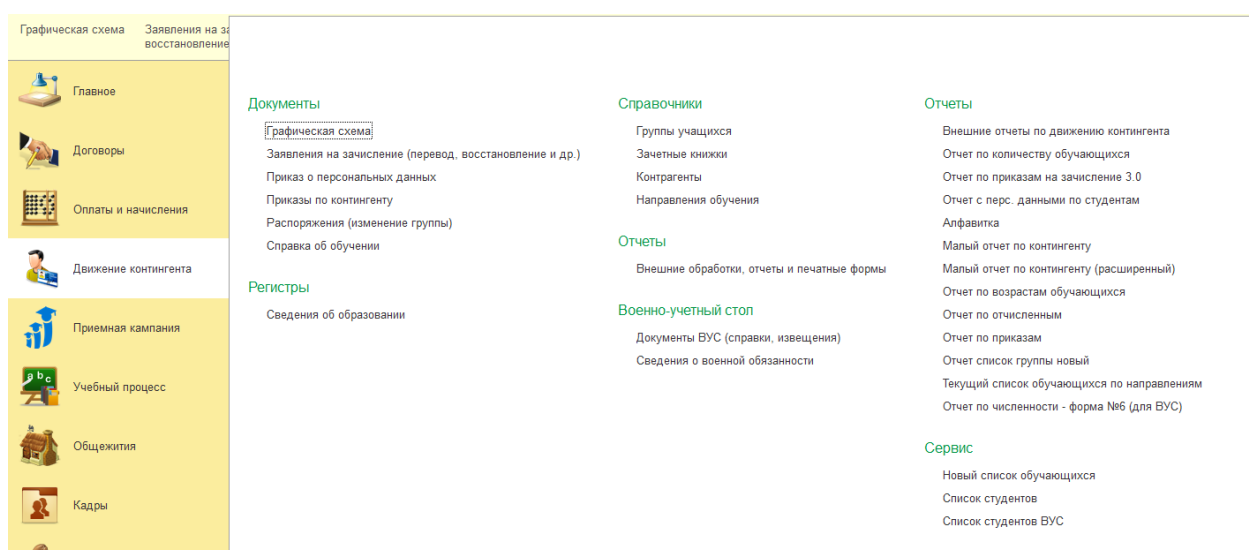 Графическая схема
Заявления на за
восстановление
Главное
Договоры
Оплаты и начисления
Движение контингента
Приемная кампания
Учебный процесс
abc
Общежития
Кадры
Документы
Графическая схема
Заявления на зачисление (перевод, восстановление и др.)
Приказ о персональных данных
Приказы по контингенту
Распоряжения (изменение группы)
Справка об обучении
Регистры
Сведения об образовании
Справочники
Группы учащихся
Зачетные книжки
Контрагенты
Направления обучения
Отчеты
Внешние обработки, отчеты и печатные формы
Военно-учетный стол
Документы ВУС (справки, извещения)
Сведения о военной обязанности
Отчеты
Внешние отчеты по движению контингента
Отчет по количеству обучающихся
Отчет по приказам на зачисление 3.0
Отчет с перс. данными по студентам
Алфавитка
Малый отчет по контингенту
Малый отчет по контингенту (расширенный)
Отчет по возрастам обучающихся
Отчет по отчисленным
Отчет по приказам
Отчет список группы новый
Текущий список обучающихся по направлениям
Отчет по численности - форма №6 (для ВУС)
Сервис
Новый список обучающихся
Список студентов
Список студентов ВУС